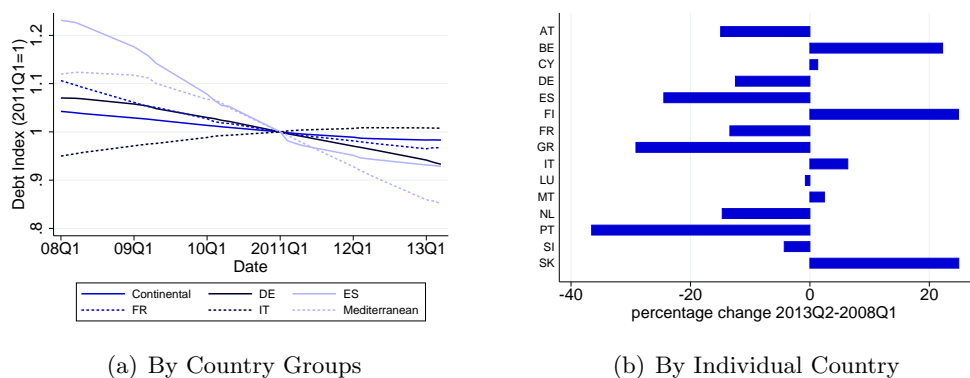 Debt Index (2011Q1=1)
1.2
1.1
1
.9
.8
08Q1 09Q1 10Q1 2011Q1 12Q1 13Q1
Date
Continental DE ES
FR IT Mediterranean
(a) By Country Groups
AT
BE
CY
DE
ES
FI
FR
GR
IT
LU
MT
NL
PT
SI
SK
-40 -20 0 20
percentage change 2013Q2-2008Q1
(b) By Individual Country